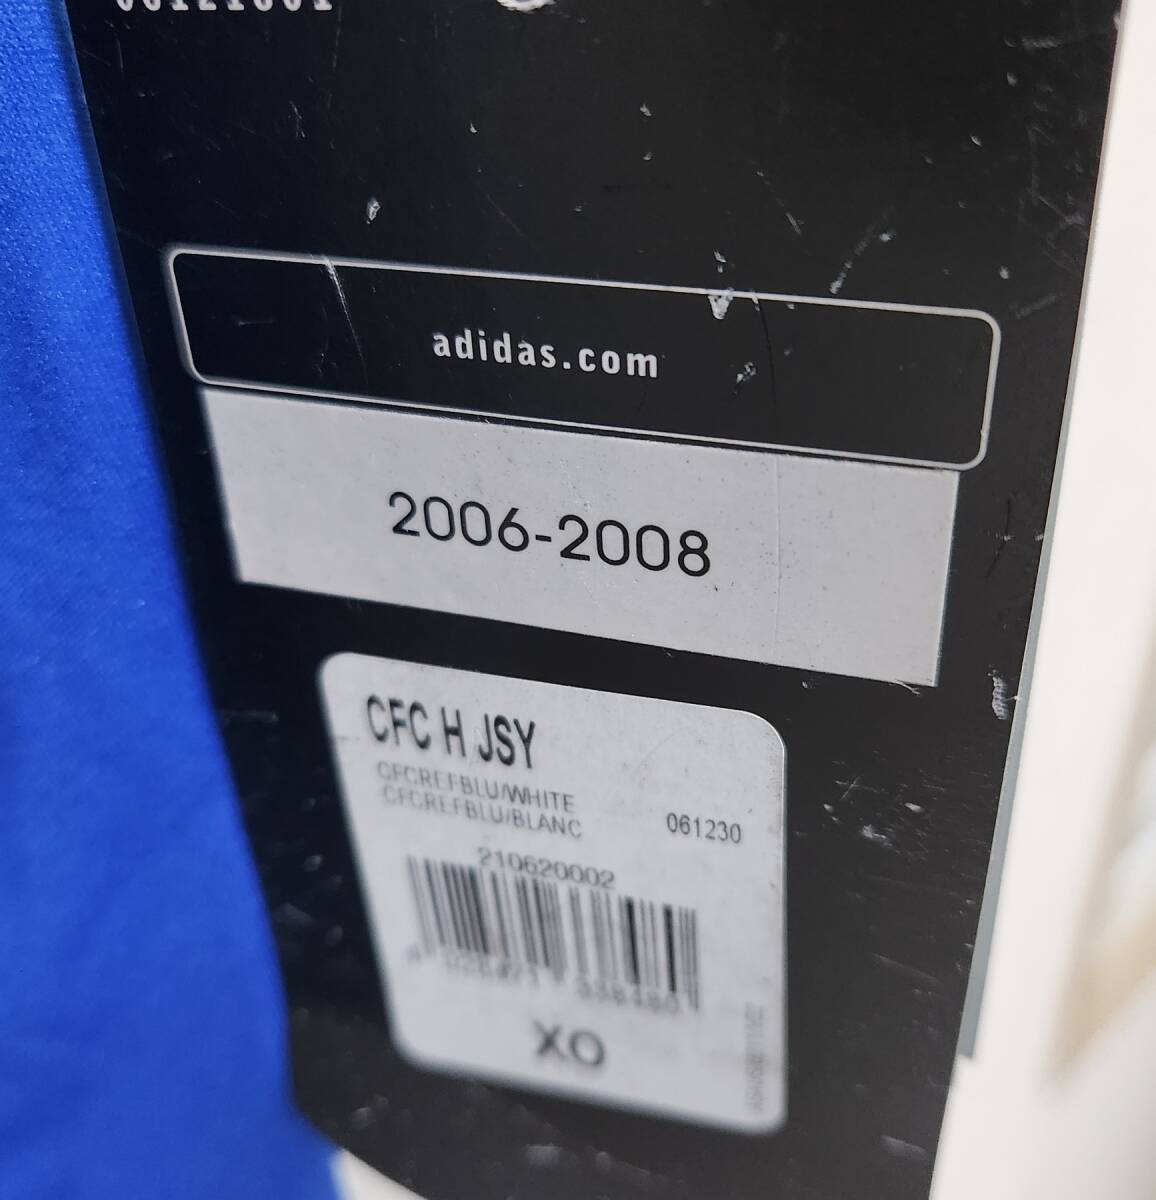 adidas.com
2006-2008
CFC H JSY
CFCREFBLU/WHITE
CFCREFBLU/BLANC
061230
210620002
XO